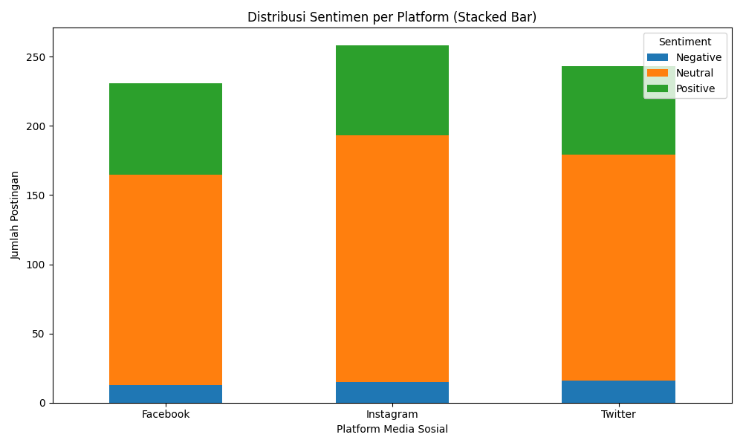 Distribusi Sentimen per Platform (Stacked Bar)
Sentiment
Negative
Neutral
Positive
Jumlah Postingan
250
200
150
100
50
0
Facebook
Instagram
Twitter
Platform Media Sosial